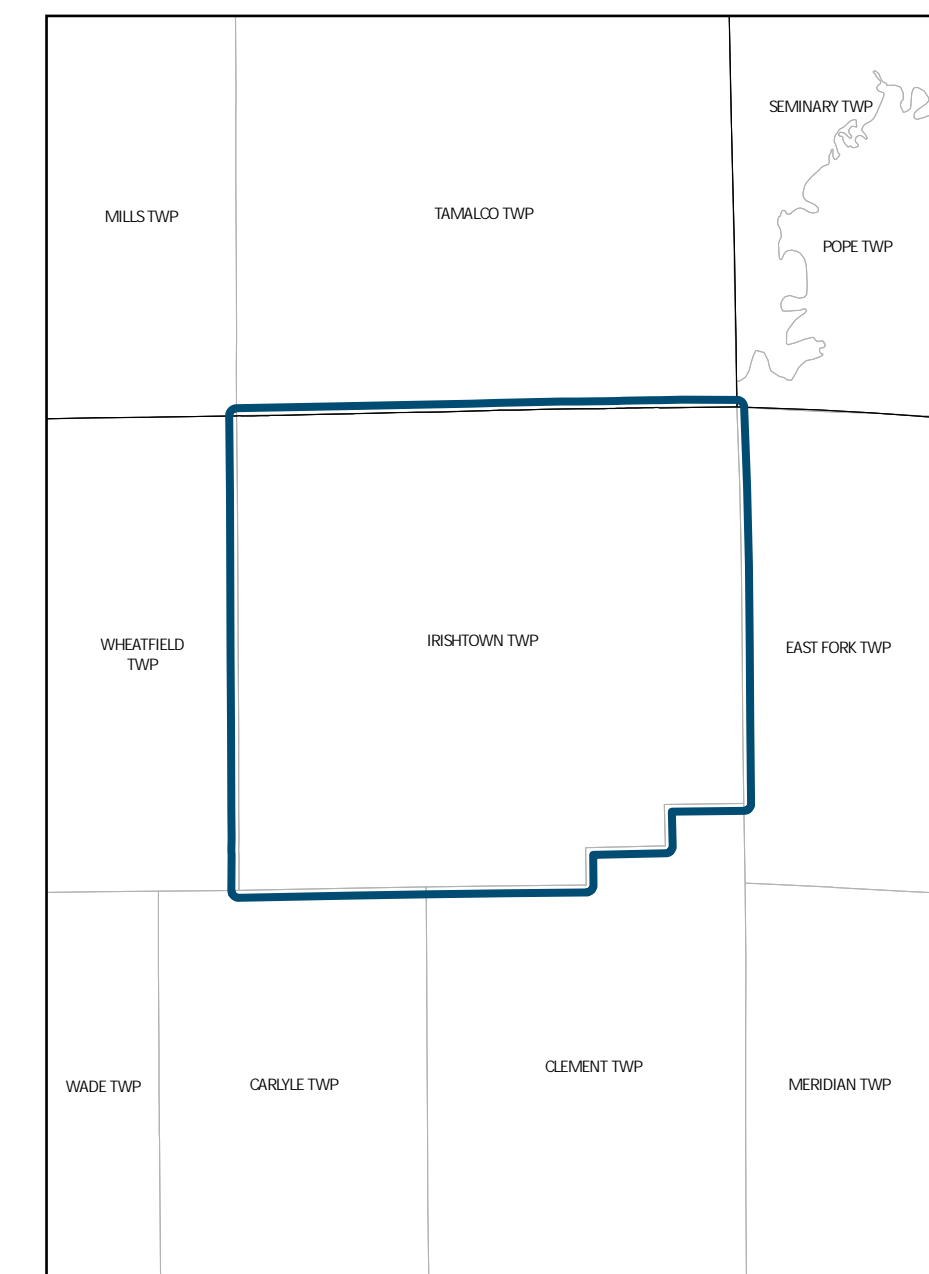 SEMINARY TWP
MILLS TWP
TAMALCO TWP
POPE TWP
WHEATFIELD
TWP
IRISHTOWN TWP
EAST FORK TWP
WADE TWP
CARLYLE TWP
CLEMENT TWP
MERIDIAN TWP